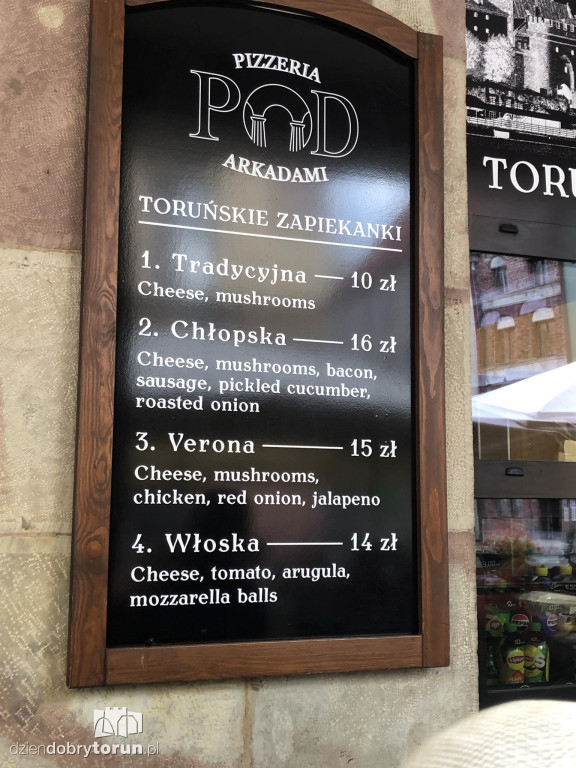 PIZZERIA
POD
ARKADAMI
TORUŃSKIE ZAPIEKANKI
1. Tradycyjna — 10 zł
Cheese, mushrooms
2. Chłopska — 16 zł
Cheese, mushrooms, bacon,
sausage, pickled cucumber,
roasted onion
3. Verona — 15 zł
Cheese, mushrooms,
chicken, red onion, jalapeno
4. Włoska — 14 zł
Cheese, tomato, arugula,
mozzarella balls
TORU
dziendobrytorun.pl